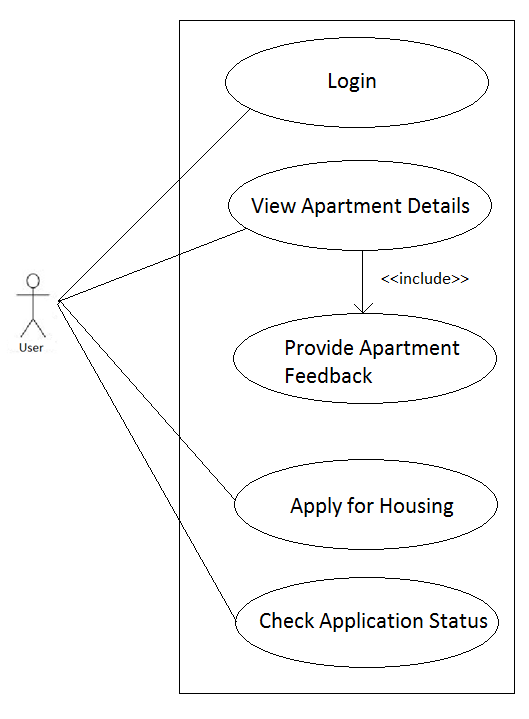 Login
View Apartment Details
<<include>>
Provide Apartment
Feedback
User
Apply for Housing
Check Application Status